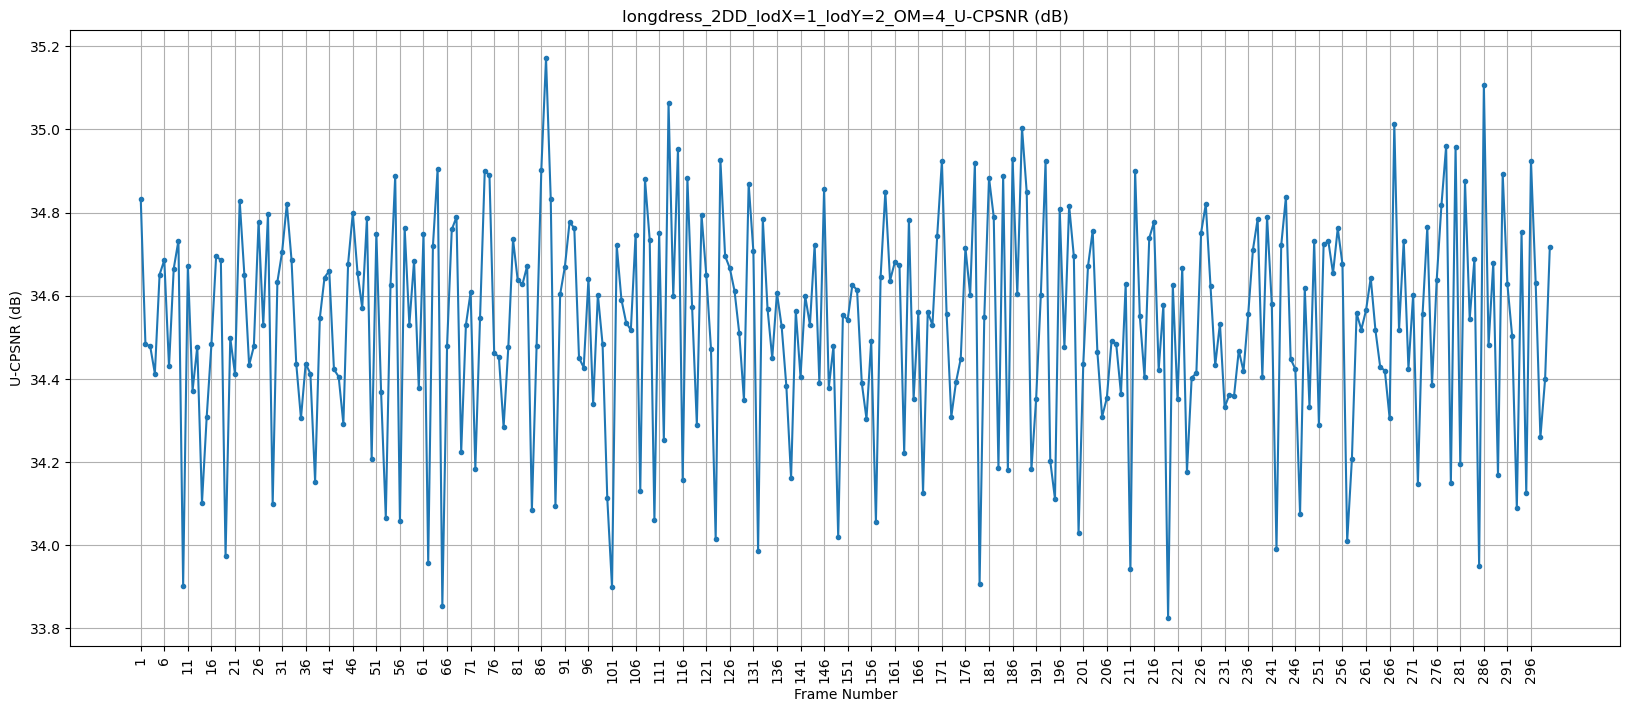 longdress_2DD_lodX=1_lodY=2_OM=4_U-CPSNR (dB)
35.2
35.0
34.8
34.6
34.4
34.2
34.0
33.8
U-CPSNR (dB)
1 6 11 16 21 26 31 36 41 46 51 56 61 66 71 76 81 86 91 96 101 106 111 116 121 126 131 136 141 146 151 156 161 166 171 176 181 186 191 196 201 206 211 216 221 226 231 236 241 246 251 256 261 266 271 276 281 286 291 296
Frame Number